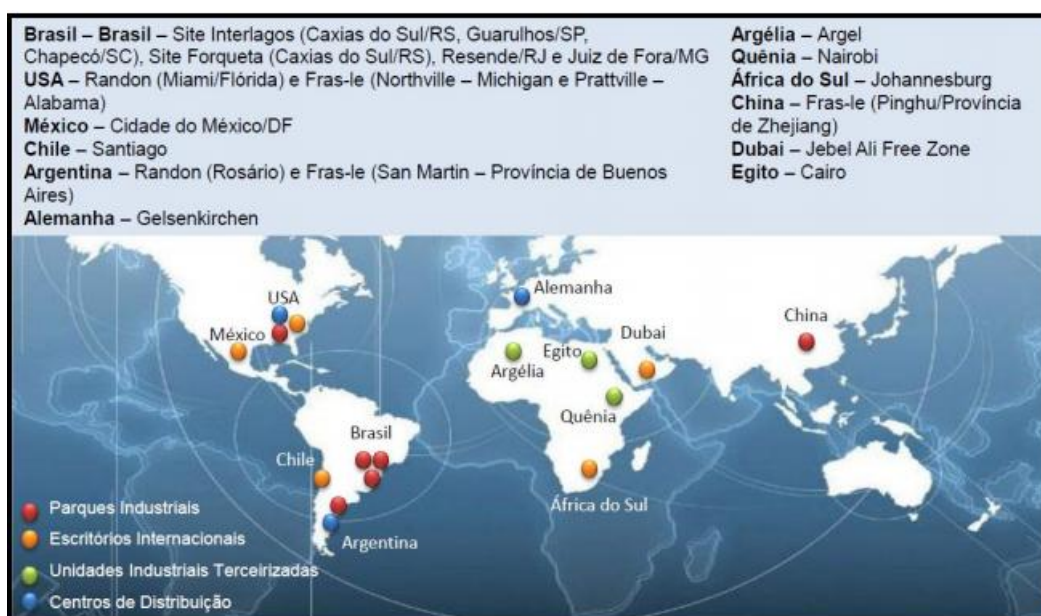 Brasil – Brasil – Site Interlagos (Caxias do Sul/RS, Guarulhos/SP,
Chapecó/SC), Site Forqueta (Caxias do Sul/RS), Resende/RJ e Juiz de Fora/MG
USA – Randon (Miami/Flórida) e Fras-le (Northville – Michigan e Prattville –
Alabama)
México – Cidade do México/DF
Chile – Santiago
Argentina – Randon (Rosário) e Fras-le (San Martin – Província de Buenos
Aires)
Alemanha – Gelsenkirchen
Argélia – Argel
Quênia – Nairobi
África do Sul – Johannesburg
China – Fras-le (Pinghu/Província
de Zhejiang)
Dubai – Jebel Ali Free Zone
Egito – Cairo
USA
México
Alemanha
Dubai
China
Argélia
Egito
Quênia
Brasil
Chile
África do Sul
Argentina
Parques Industriais
Escritórios Internacionais
Unidades Industriais Terceirizadas
Centros de Distribuição